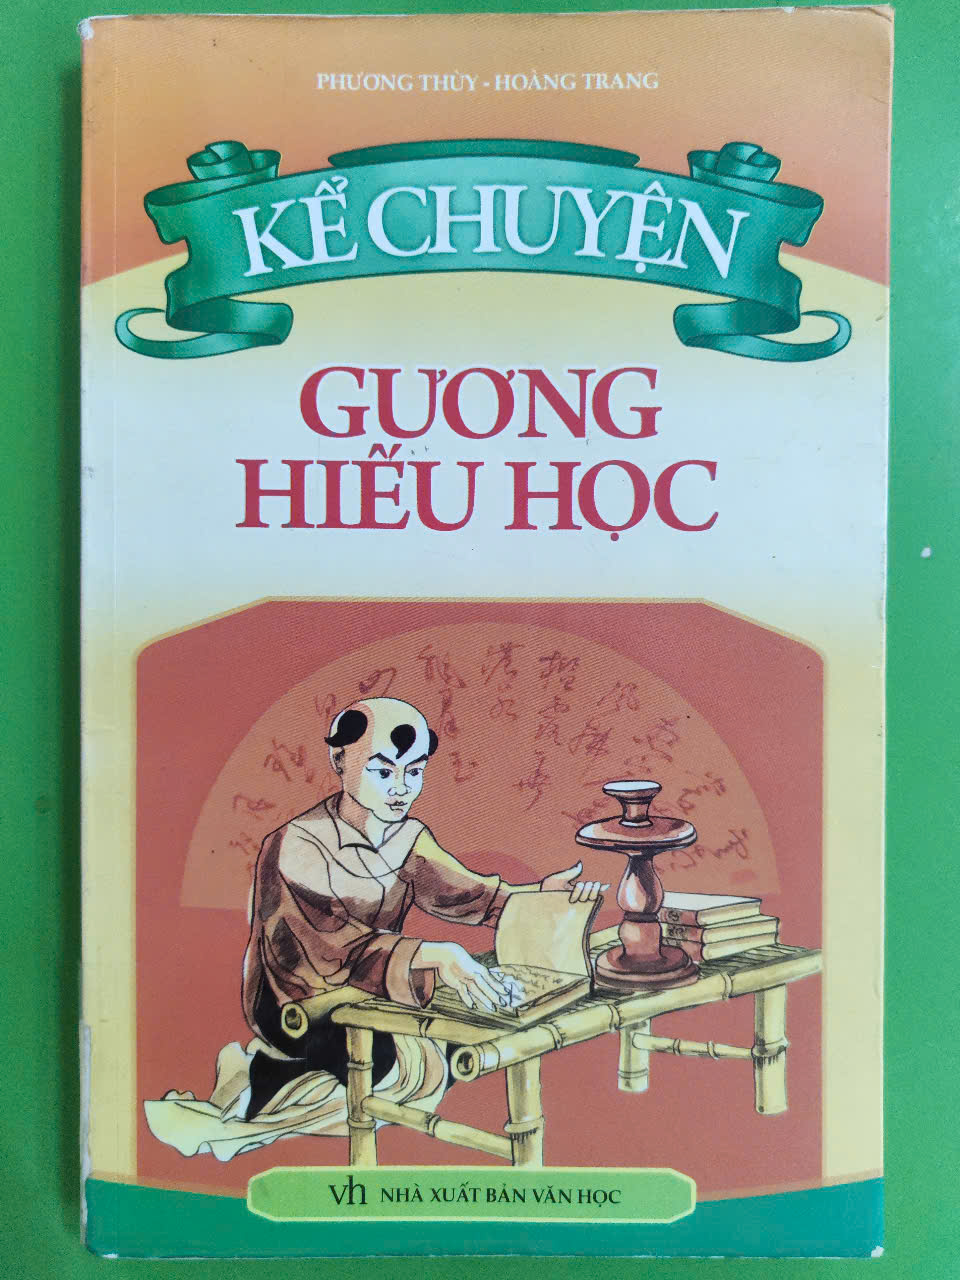 PHƯƠNG THÙY - HOÀNG TRANG
KỂ CHUYỆN
GƯƠNG
HIẾU HỌC
vh NHÀ XUẤT BẢN VĂN HỌC